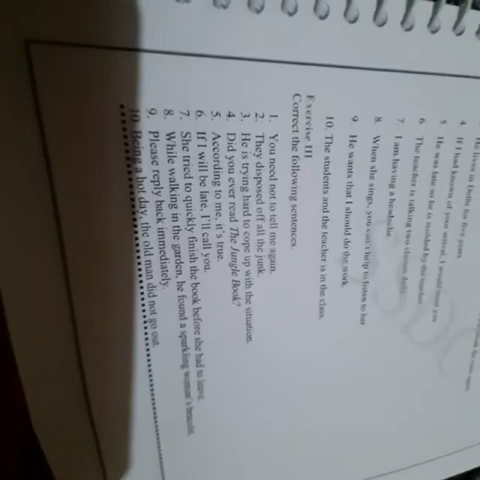 He lives in Delhi for five years.
4. If I had known of your arrival, I would meet you
5. He was late so he is scolded by the teacher.
6. The teacher is talking two
7. I am having a headache.
8. When she sings, you can't help to listen to her
9. He wants that I should do the work.
10. The students and the teacher is in the class.
Exercise III
Correct the following sentences.
1. You need not to tell me again.
2. They disposed off all the junk.
3. He is trying hard to cope up with the situation.
4. Did you ever read The Jungle Book?
5. According to me, it's true.
6. If I will be late, I'll call you.
7. She tried to quickly finish the book before she had to leave.
8. While walking in the garden, he found a sparkling woman's bracelet.
9. Please reply back immediately.
10. Being a hot day, the old man did not go out.